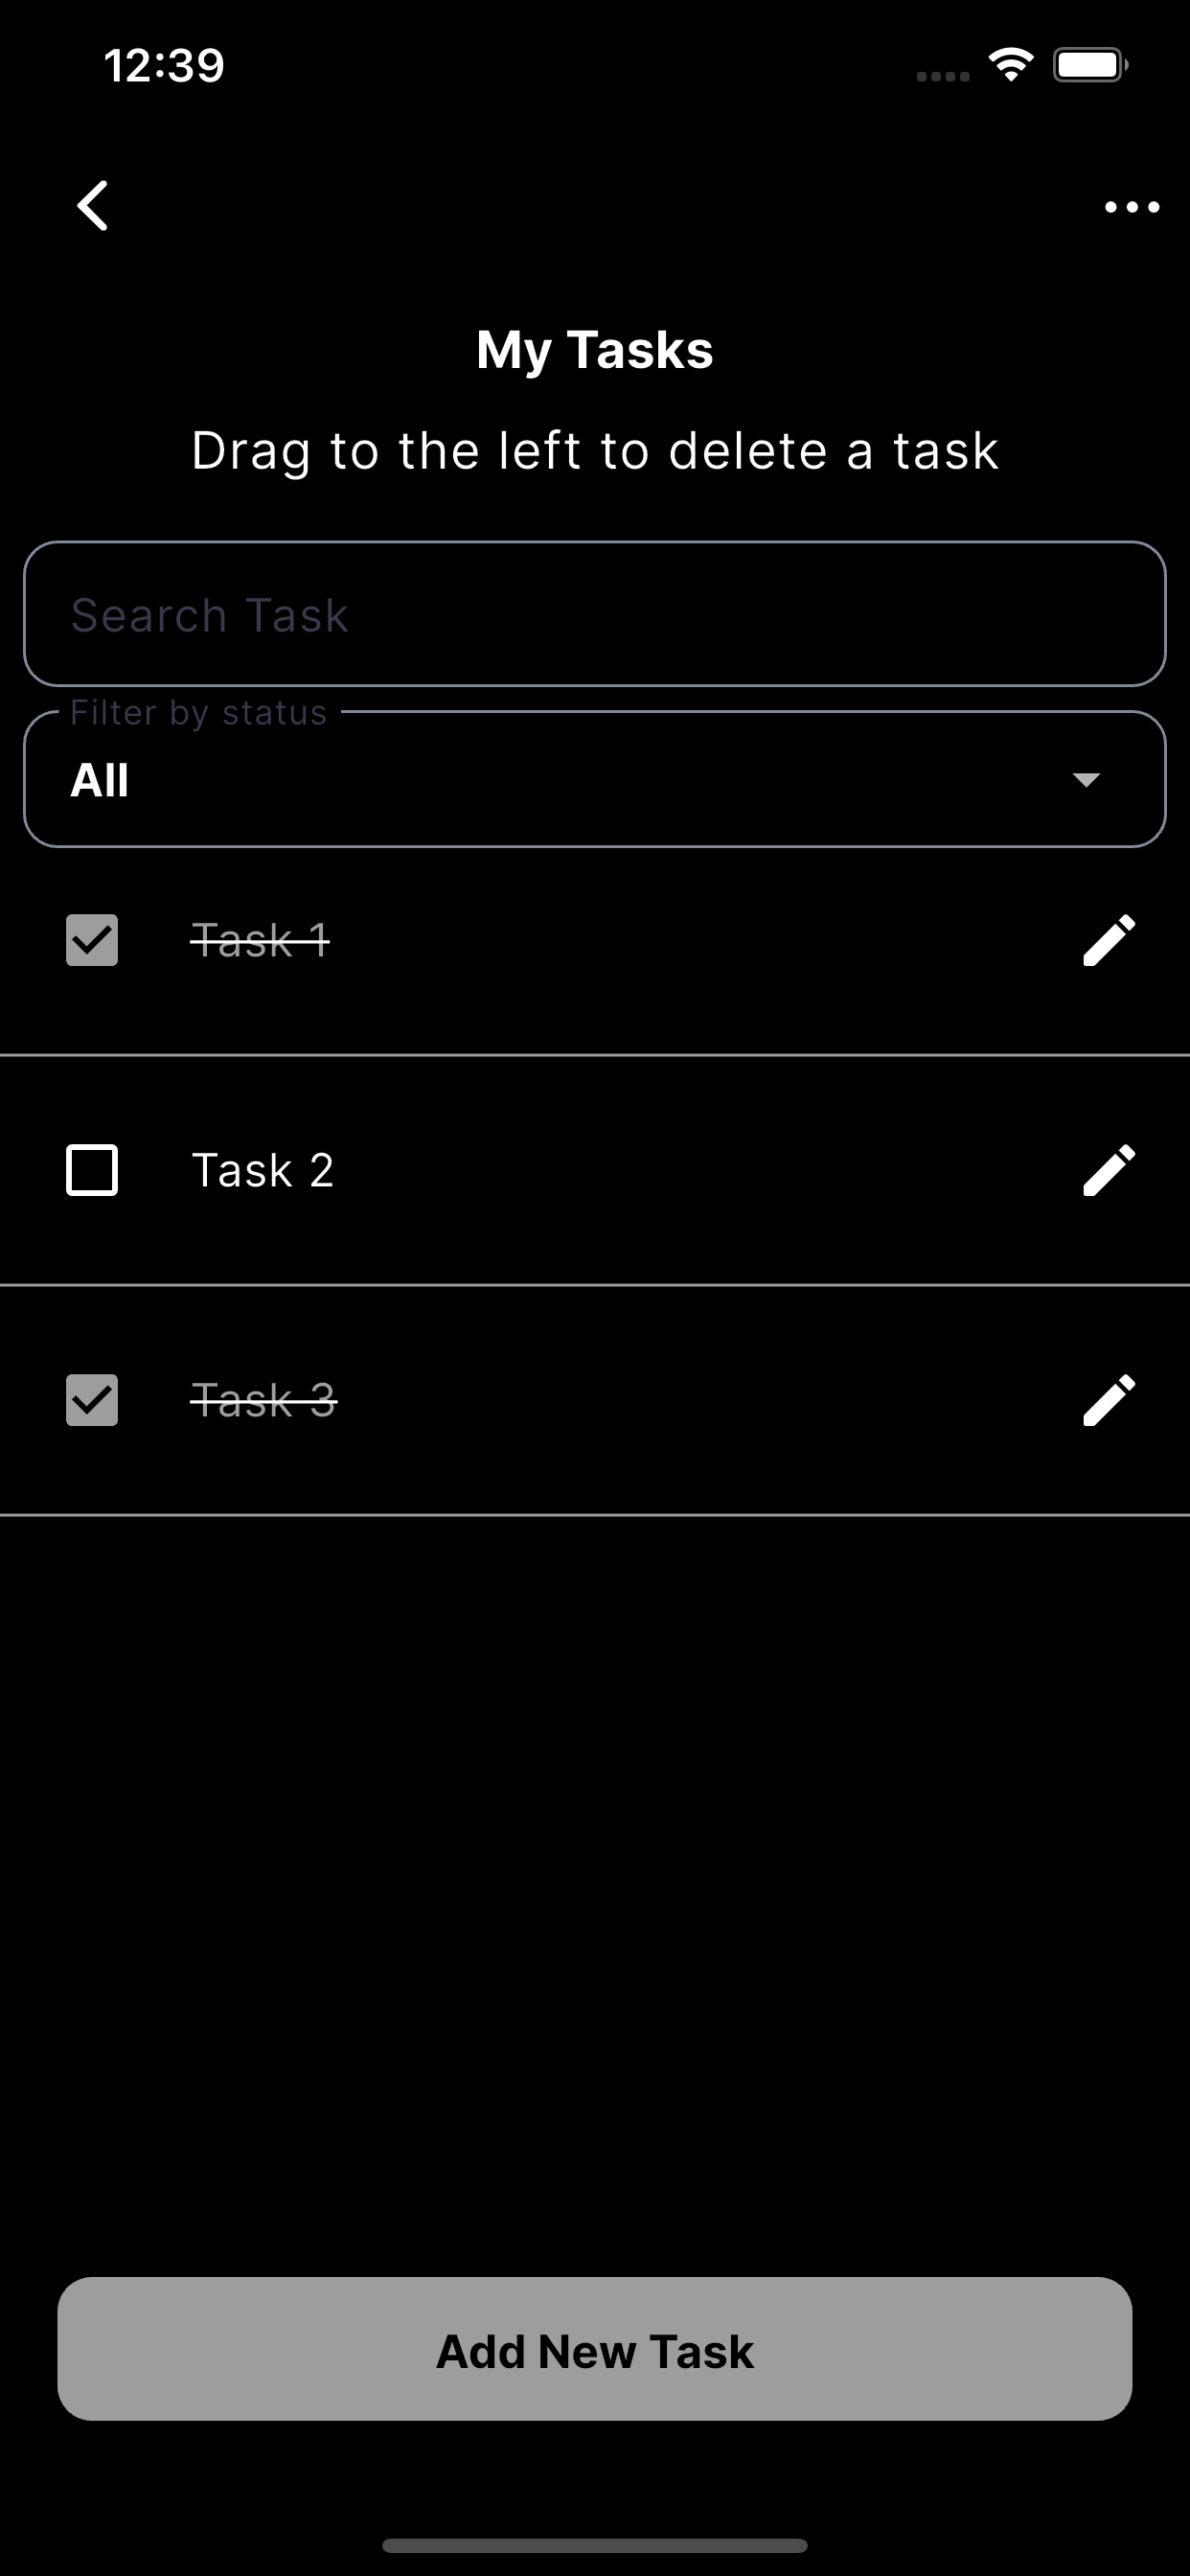 12:39
My Tasks
Drag to the left to delete a task
Search Task
Filter by status
All
Task 1
Task 2
Task 3
Add New Task